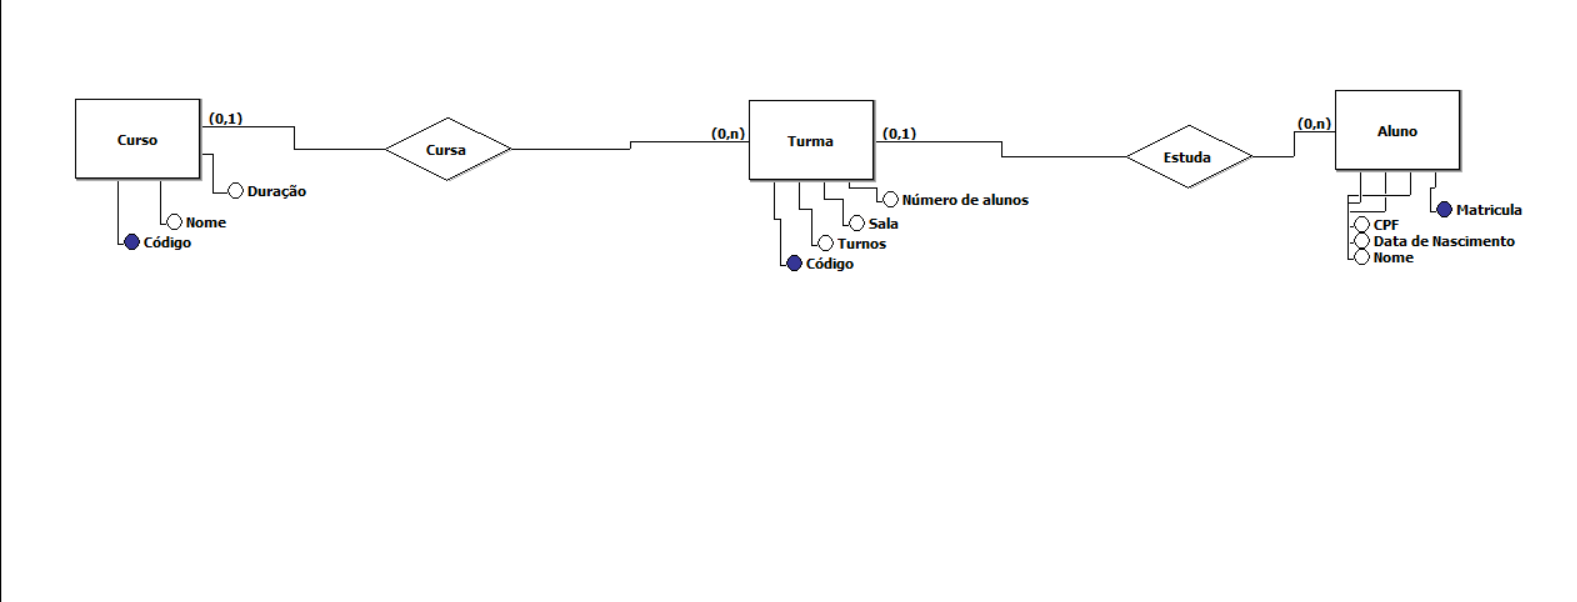 Curso
(0,1)
Duração
Nome
Código
Cursa
(0,n)
Turma
(0,1)
Número de alunos
Sala
Turnos
Código
Estuda
(0,n)
Aluno
Matricula
CPF
Data de Nascimento
Nome